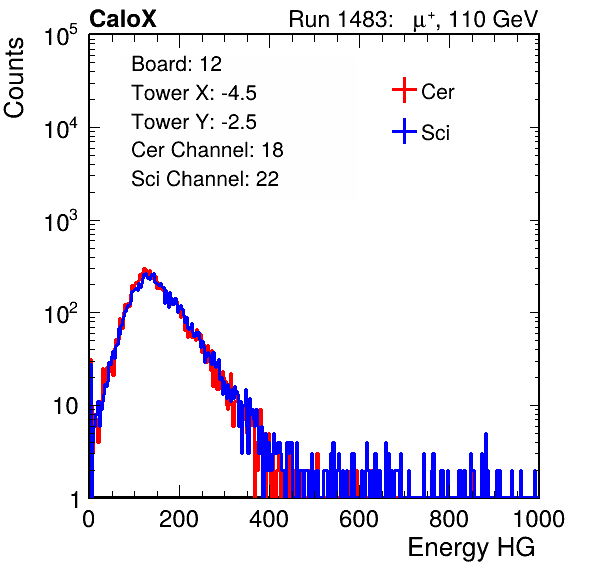 CaloX Run 1483: μ⁺, 110 GeV
Board: 12
Tower X: -4.5
Tower Y: -2.5
Cer Channel: 18
Sci Channel: 22
Cer
Sci
Counts
10⁵
10⁴
10³
10²
10
1
0 200 400 600 800 1000
Energy HG